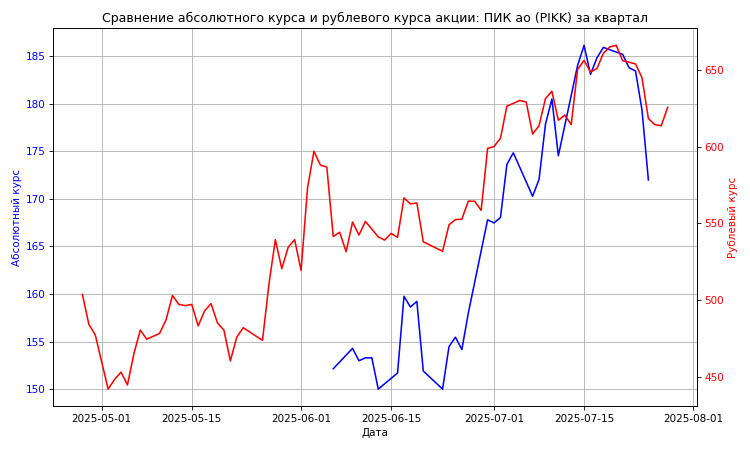 Сравнение абсолютного курса и рублевого курса акции: ПИК ао (PIKK) за квартал
Абсолютный курс
185
180
175
170
165
160
155
150
650
600
550
500
450
Рублевый курс
2025-05-01 2025-05-15 2025-06-01 2025-06-15 2025-07-01 2025-07-15 2025-08-01
Дата